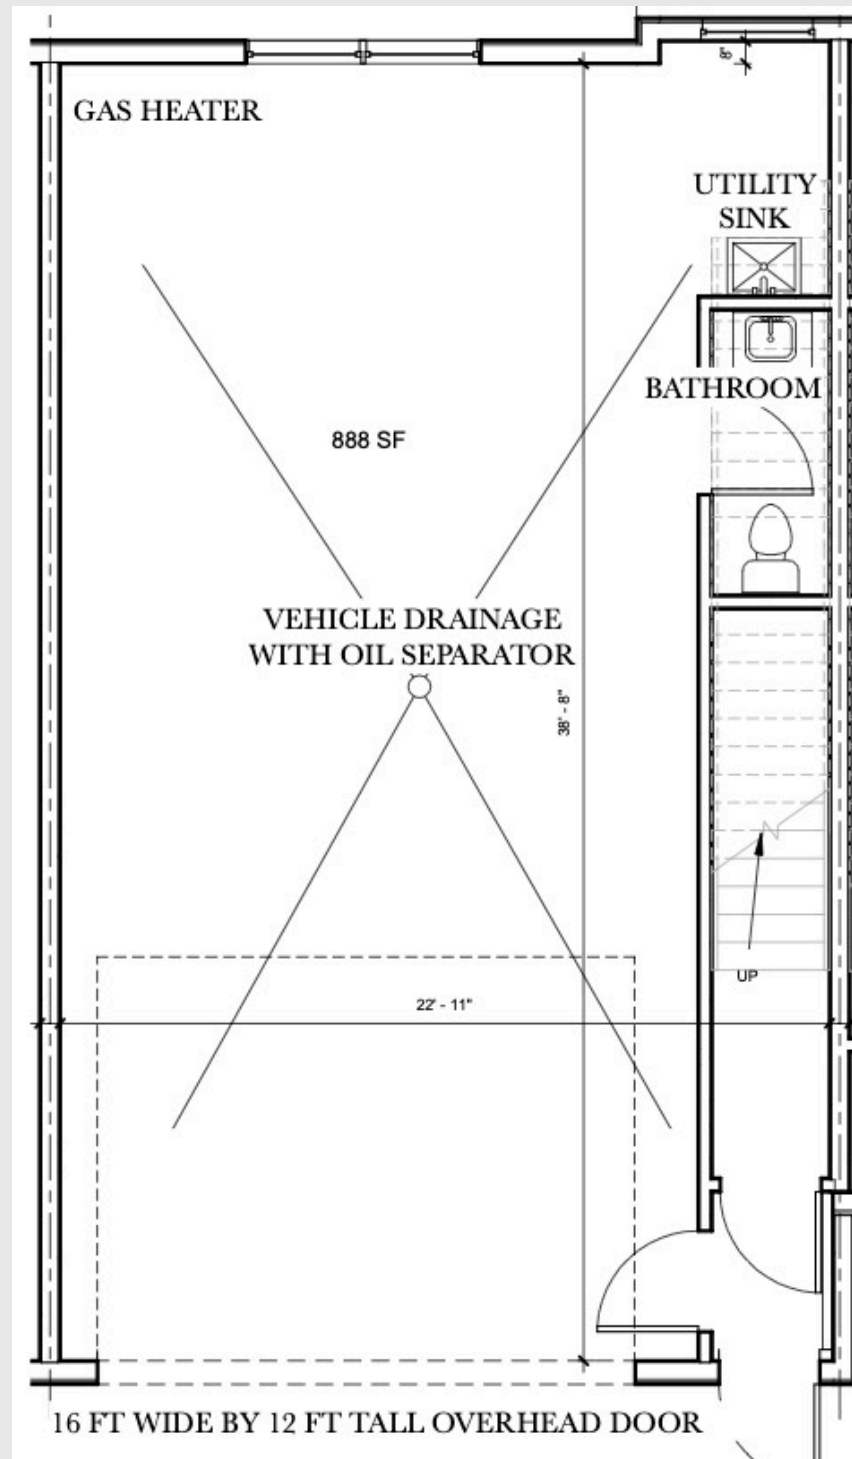 8"
GAS HEATER
UTILITY
SINK
BATHROOM
888 SF
VEHICLE DRAINAGE
WITH OIL SEPARATOR
38' - 8"
UP
22' - 11"
16 FT WIDE BY 12 FT TALL OVERHEAD DOOR